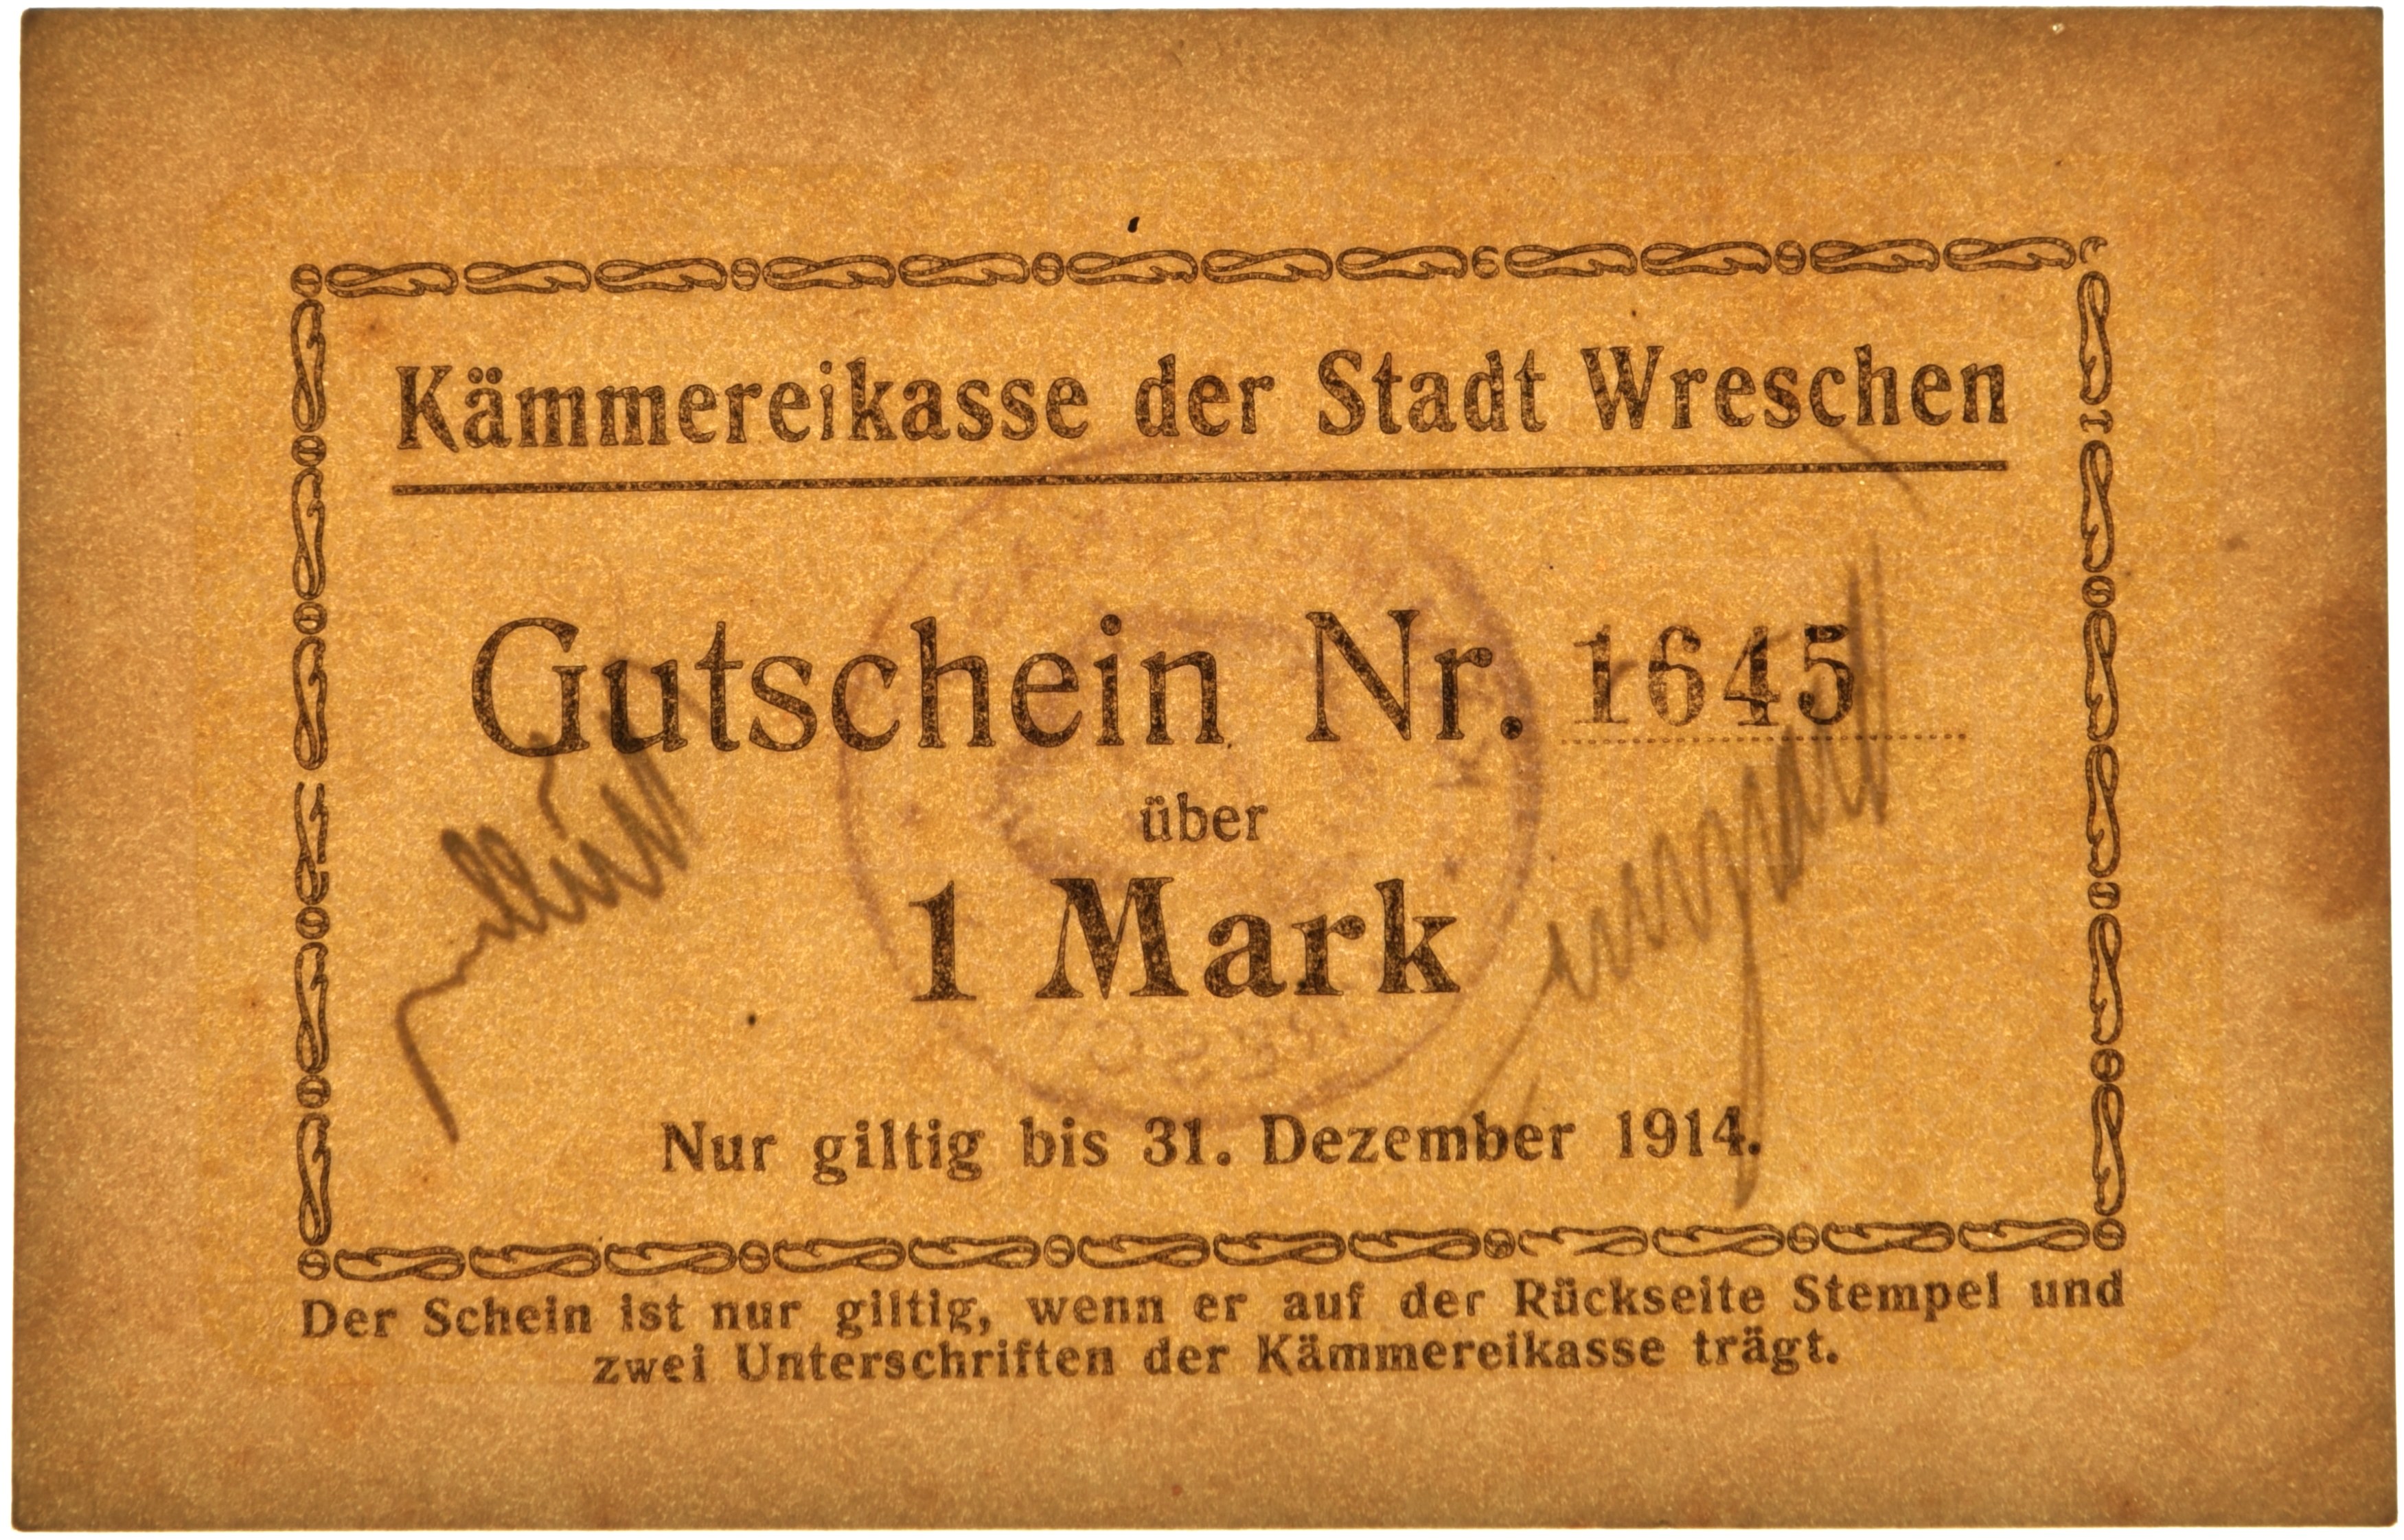 Kämmereikasse der Stadt Wreschen
Gutschein Nr. 1645
über
1 Mark
Nur giltig bis 31. Dezember 1914.
Der Schein ist nur giltig, wenn er auf der Rückseite Stempel und
zwei Unterschriften der Kämmereikasse trägt.